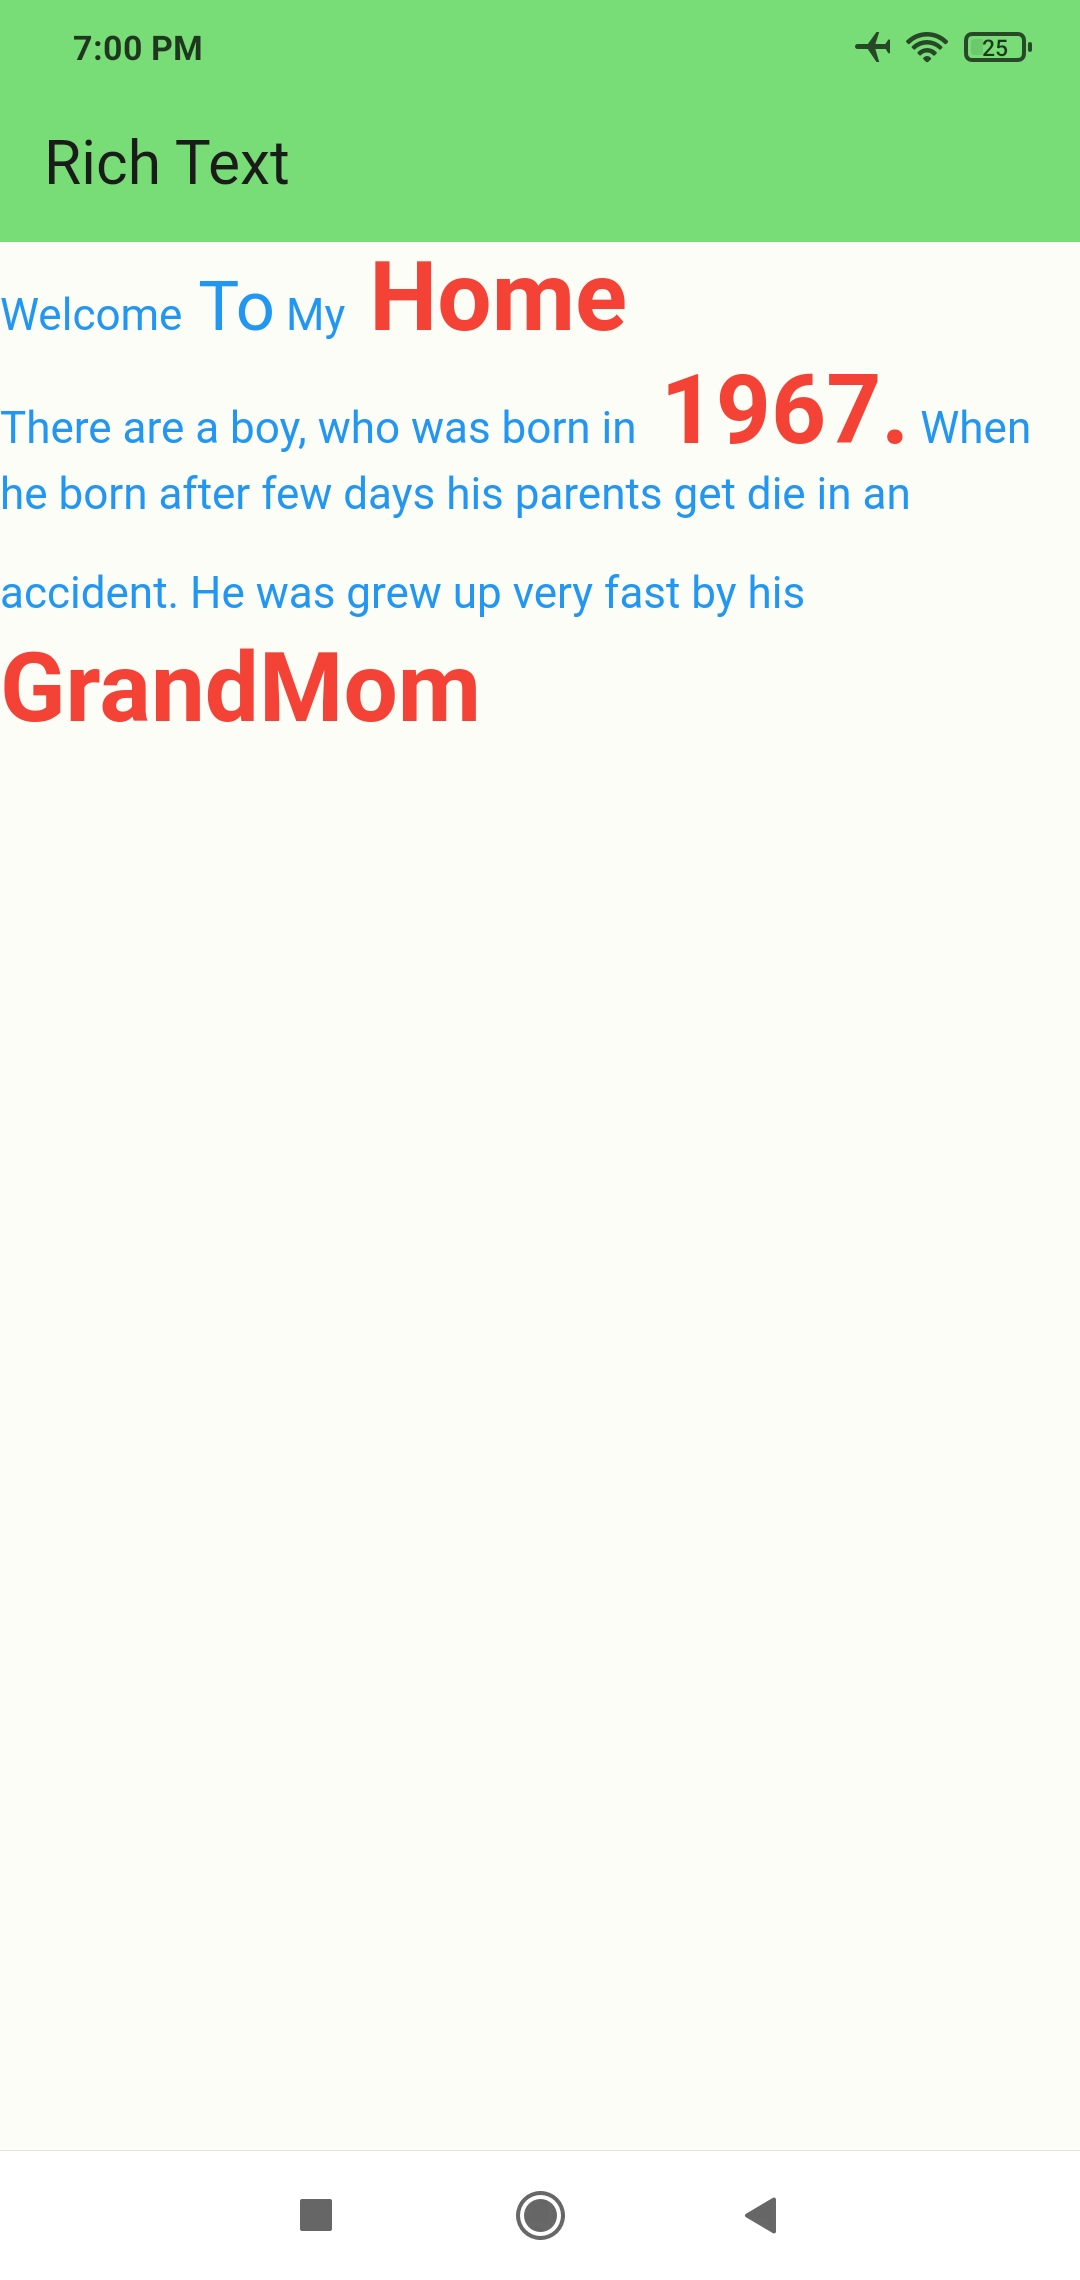 7:00 PM 25
Rich Text
Welcome To My Home
There are a boy, who was born in 1967. When
he born after few days his parents get die in an
accident. He was grew up very fast by his
GrandMom